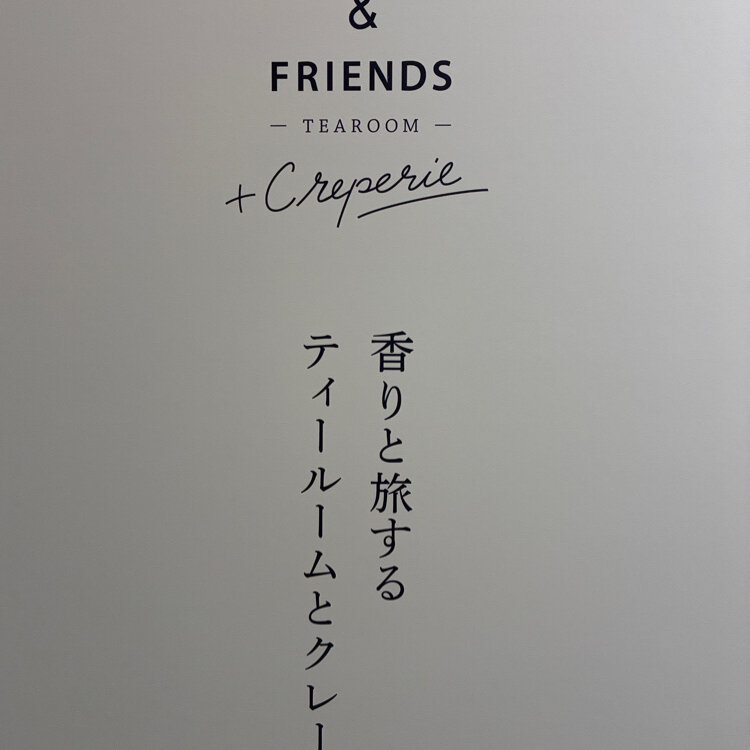 &
FRIENDS
— TEAROOM —
+ Creperie
香りと旅する
ティールームとクレー